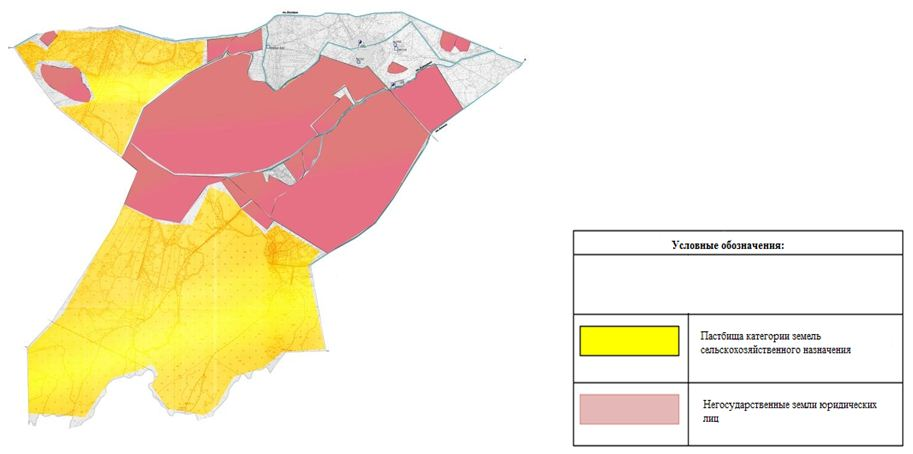 Условные обозначения:
Пастбища категории земель
сельскохозяйственного назначения
Негосударственные земли юридических
лиц